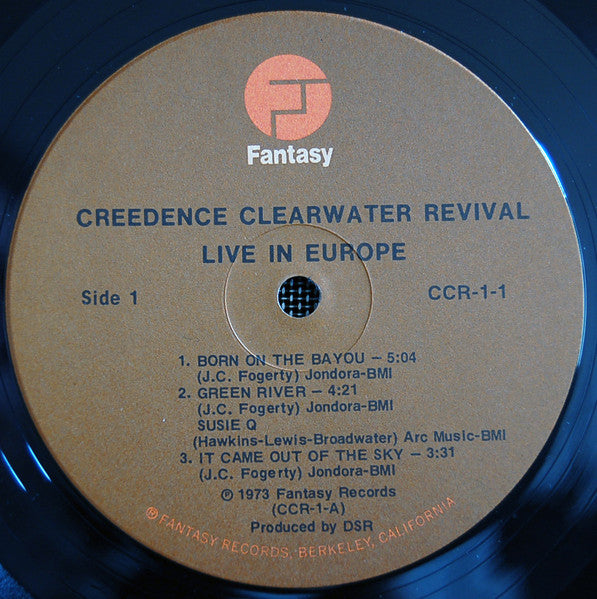 Fantasy
CREEDENCE CLEARWATER REVIVAL
LIVE IN EUROPE
Side 1
CCR-1-1
1. BORN ON THE BAYOU – 5:04
(J.C. Fogerty) Jondora-BMI
2. GREEN RIVER – 4:21
(J.C. Fogerty) Jondora-BMI
SUSIE Q
(Hawkins-Lewis-Broadwater) Arc Music-BMI
3. IT CAME OUT OF THE SKY – 3:31
(J.C. Fogerty) Jondora-BMI
℗ 1973 Fantasy Records
(CCR-1-A)
Produced by DSR
®FANTASY RECORDS, BERKELEY, CALIFORNIA